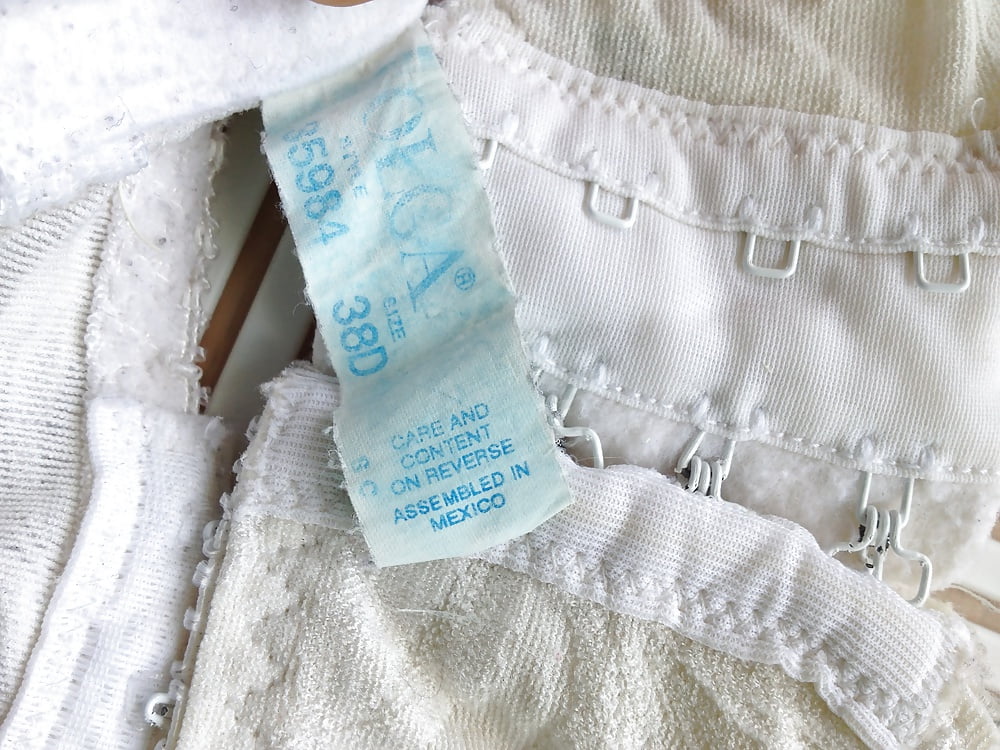 OLGA®
STYLE SIZE
35984 38D
CARE AND
CONTENT
ON REVERSE
ASSEMBLED IN
MEXICO